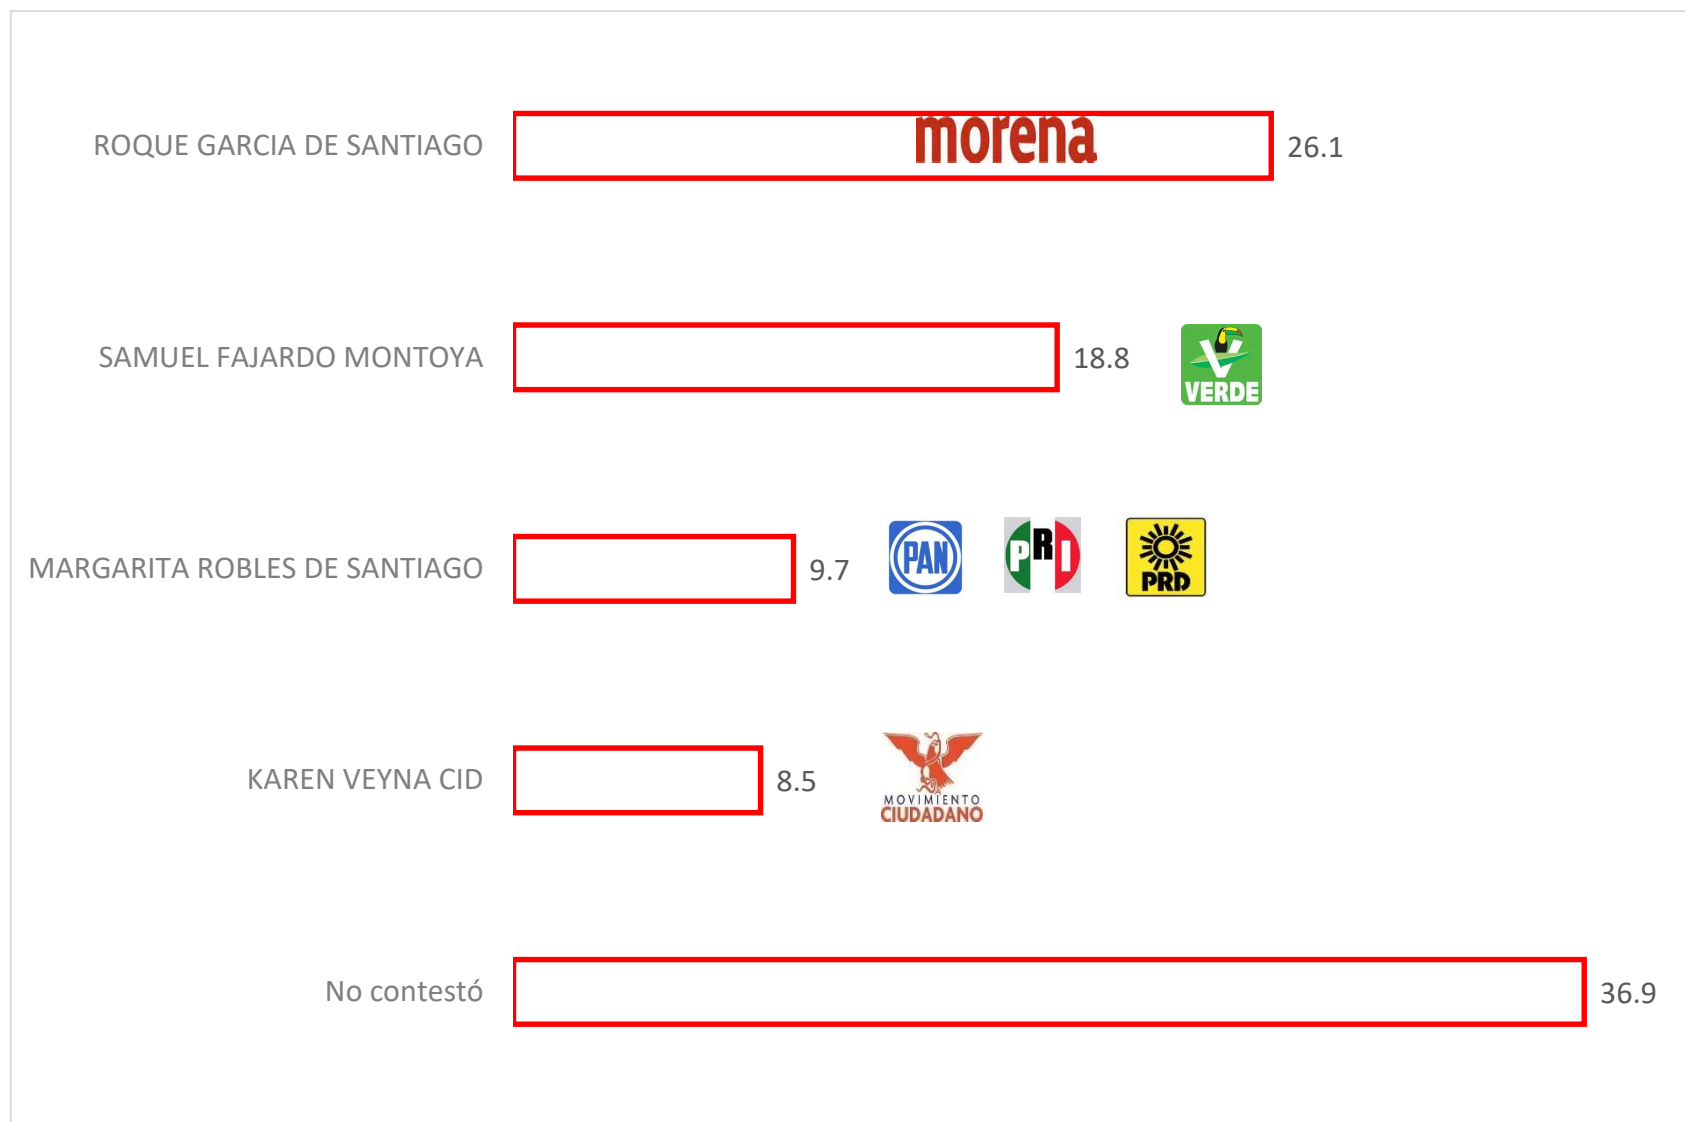 ROQUE GARCIA DE SANTIAGO morena 26.1
SAMUEL FAJARDO MONTOYA 18.8 V VERDE
MARGARITA ROBLES DE SANTIAGO 9.7 PAN PRI PRD
KAREN VEYNA CID 8.5 MOVIMIENTO
CIUDADANO
No contestó 36.9